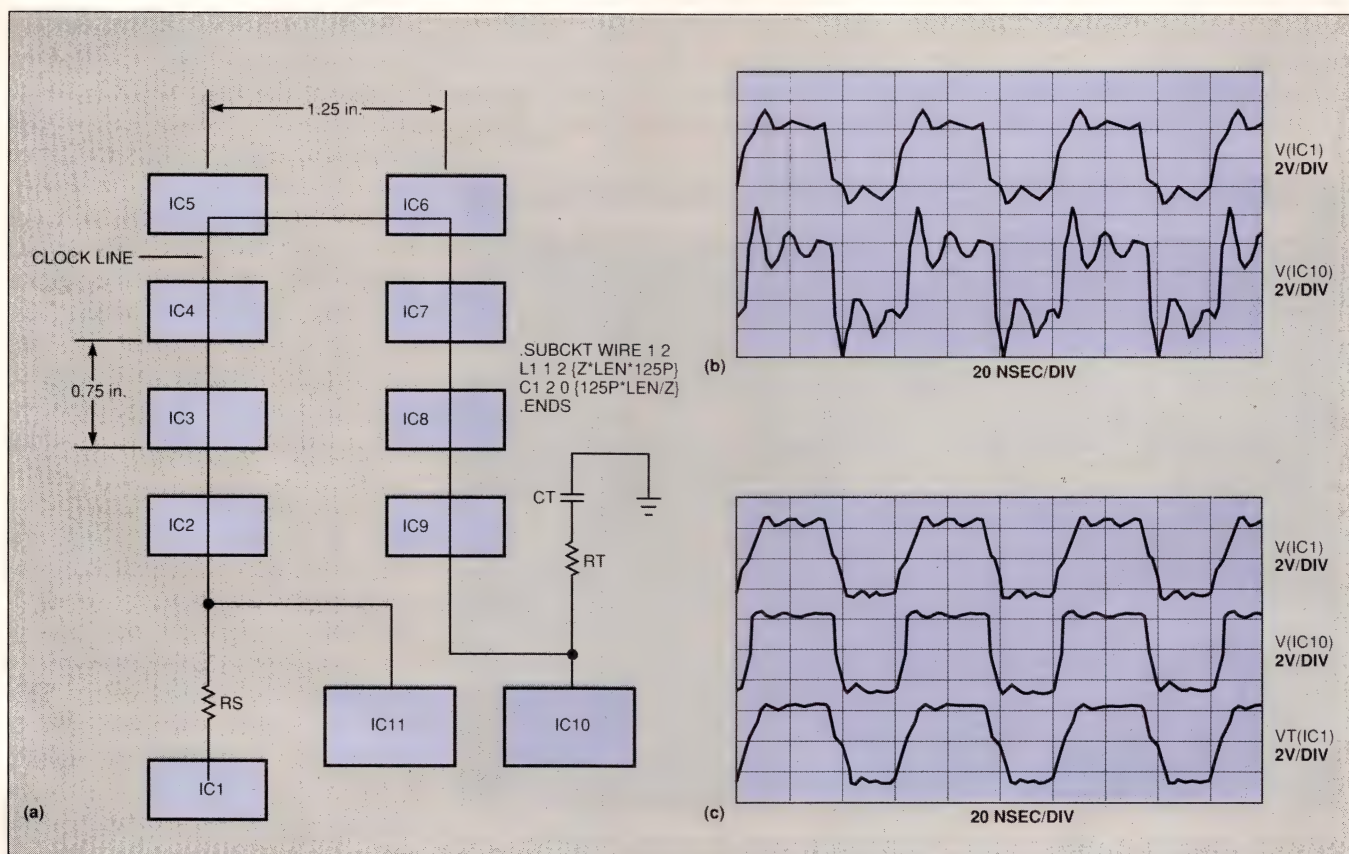 1.25 in.
IC5
IC6
CLOCK LINE
IC4
IC7
.SUBCKT WIRE 1 2
L1 1 2 {Z*LEN*125P}
C1 2 0 {125P*LEN/Z}
.ENDS
0.75 in.
IC3
IC8
CT
IC2
IC9
RT
RS
IC11
IC10
IC1
(a)
V(IC1)
2V/DIV
V(IC10)
2V/DIV
(b)
20 NSEC/DIV
V(IC1)
2V/DIV
V(IC10)
2V/DIV
VT(IC1)
2V/DIV
(c)
20 NSEC/DIV